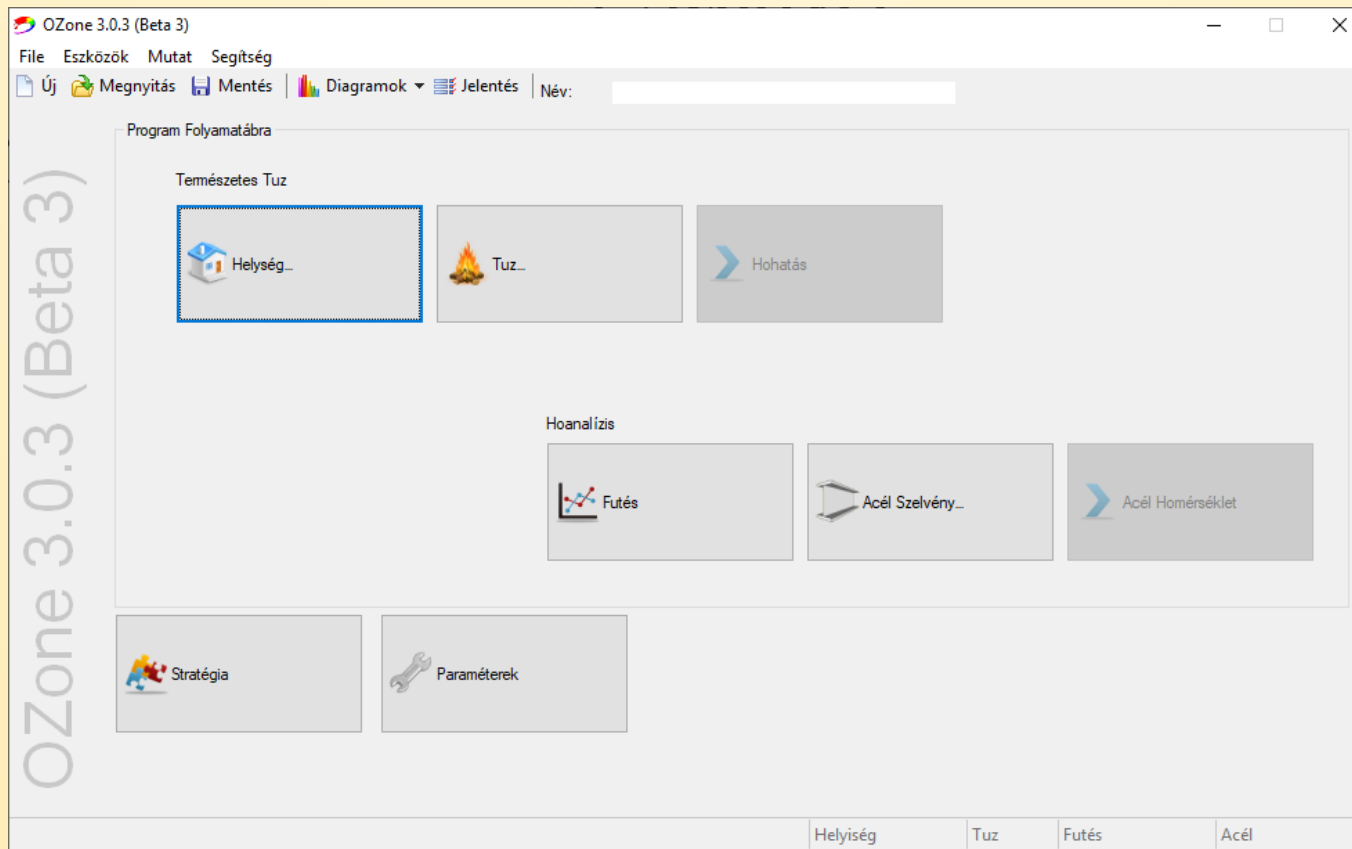 OZone 3.0.3 (Beta 3)
File Eszközök Mutat Segítség
Új Megnyitás Mentés Diagramok Jelentés Név:
Program Folyamatábra
Természetes Tuz
Helység... Tuz... Hohatás
Hoanalízis
Futés Acél Szelvény... Acél Homérséklet
Stratégia Paraméterek
OZone 3.0.3 (Beta 3)
Helyiség Tuz Futés Acél